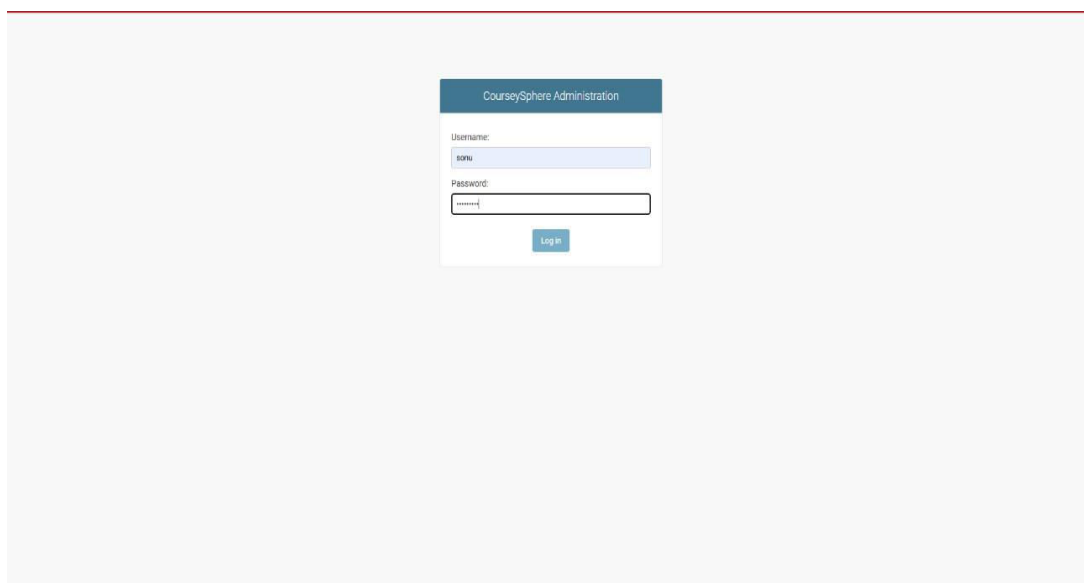 CourseySphere Administration
Username:
sonu
Password:
•••••••••
Log in